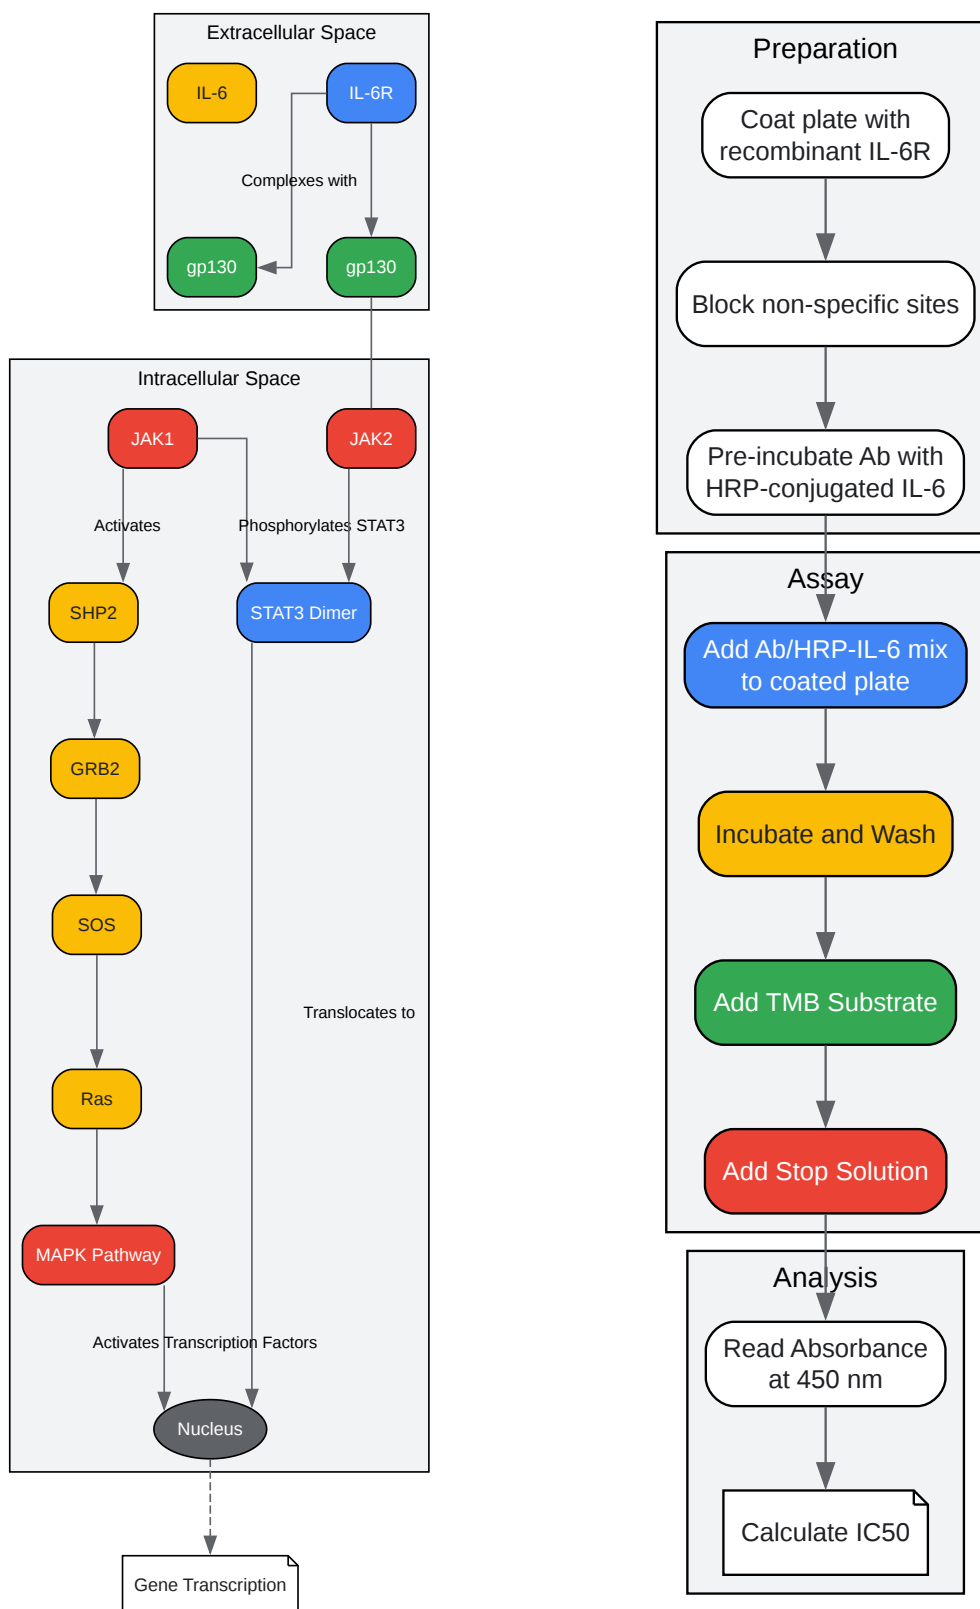 Extracellular Space
IL-6
IL-6R
Complexes with
gp130
gp130
Intracellular Space
JAK1
JAK2
Activates
Phosphorylates STAT3
SHP2
STAT3 Dimer
GRB2
SOS
Translocates to
Ras
MAPK Pathway
Activates Transcription Factors
Nucleus
Gene Transcription
Preparation
Coat plate with
recombinant IL-6R
Block non-specific sites
Pre-incubate Ab with
HRP-conjugated IL-6
Assay
Add Ab/HRP-IL-6 mix
to coated plate
Incubate and Wash
Add TMB Substrate
Add Stop Solution
Analysis
Read Absorbance
at 450 nm
Calculate IC50